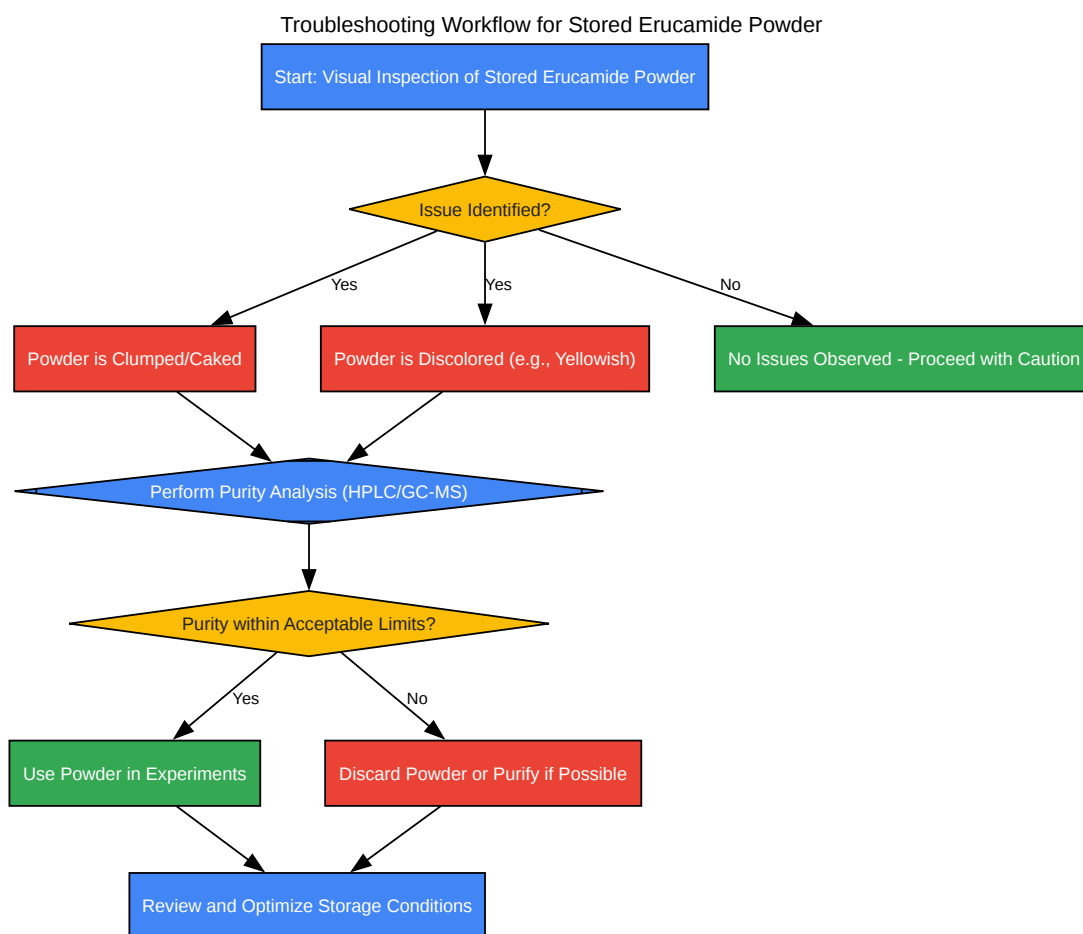 Troubleshooting Workflow for Stored Erucamide Powder
Start: Visual Inspection of Stored Erucamide Powder
Issue Identified?
Yes
Yes
No
Powder is Clumped/Caked
Powder is Discolored (e.g., Yellowish)
No Issues Observed - Proceed with Caution
Perform Purity Analysis (HPLC/GC-MS)
Purity within Acceptable Limits?
Yes
No
Use Powder in Experiments
Discard Powder or Purify if Possible
Review and Optimize Storage Conditions